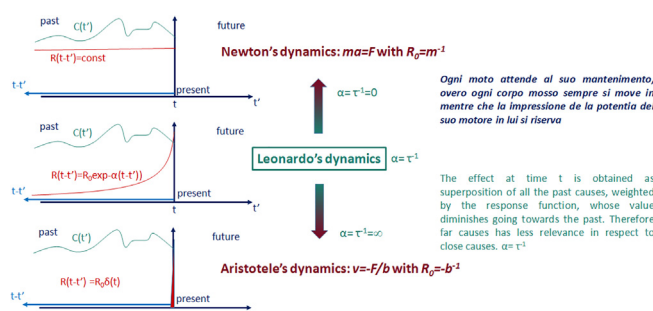 past
C(t')
future
R(t-t')=const
t-t'
present
t
t'
Newton's dynamics: ma=F with R₀=m⁻¹
α=τ⁻¹=0
past
C(t')
future
R(t-t')=R₀exp-α(t-t'))
t-t'
present
t
t'
Leonardo's dynamics
α=τ⁻¹
α=τ⁻¹=∞
past
C(t')
future
R(t-t') =R₀δ(t)
t-t'
present
Aristotele's dynamics: v=-F/b with R₀=-b⁻¹
Ogni moto attende al suo mantenimento,
overo ogni corpo mosso sempre si move in
mentre che la impressione de la potentia del
suo motore in lui si riserva
The effect at time t is obtained as
superposition of all the past causes, weighted
by the response function, whose value
diminishes going towards the past. Therefore
far causes has less relevance in respect to
close causes. α=τ⁻¹